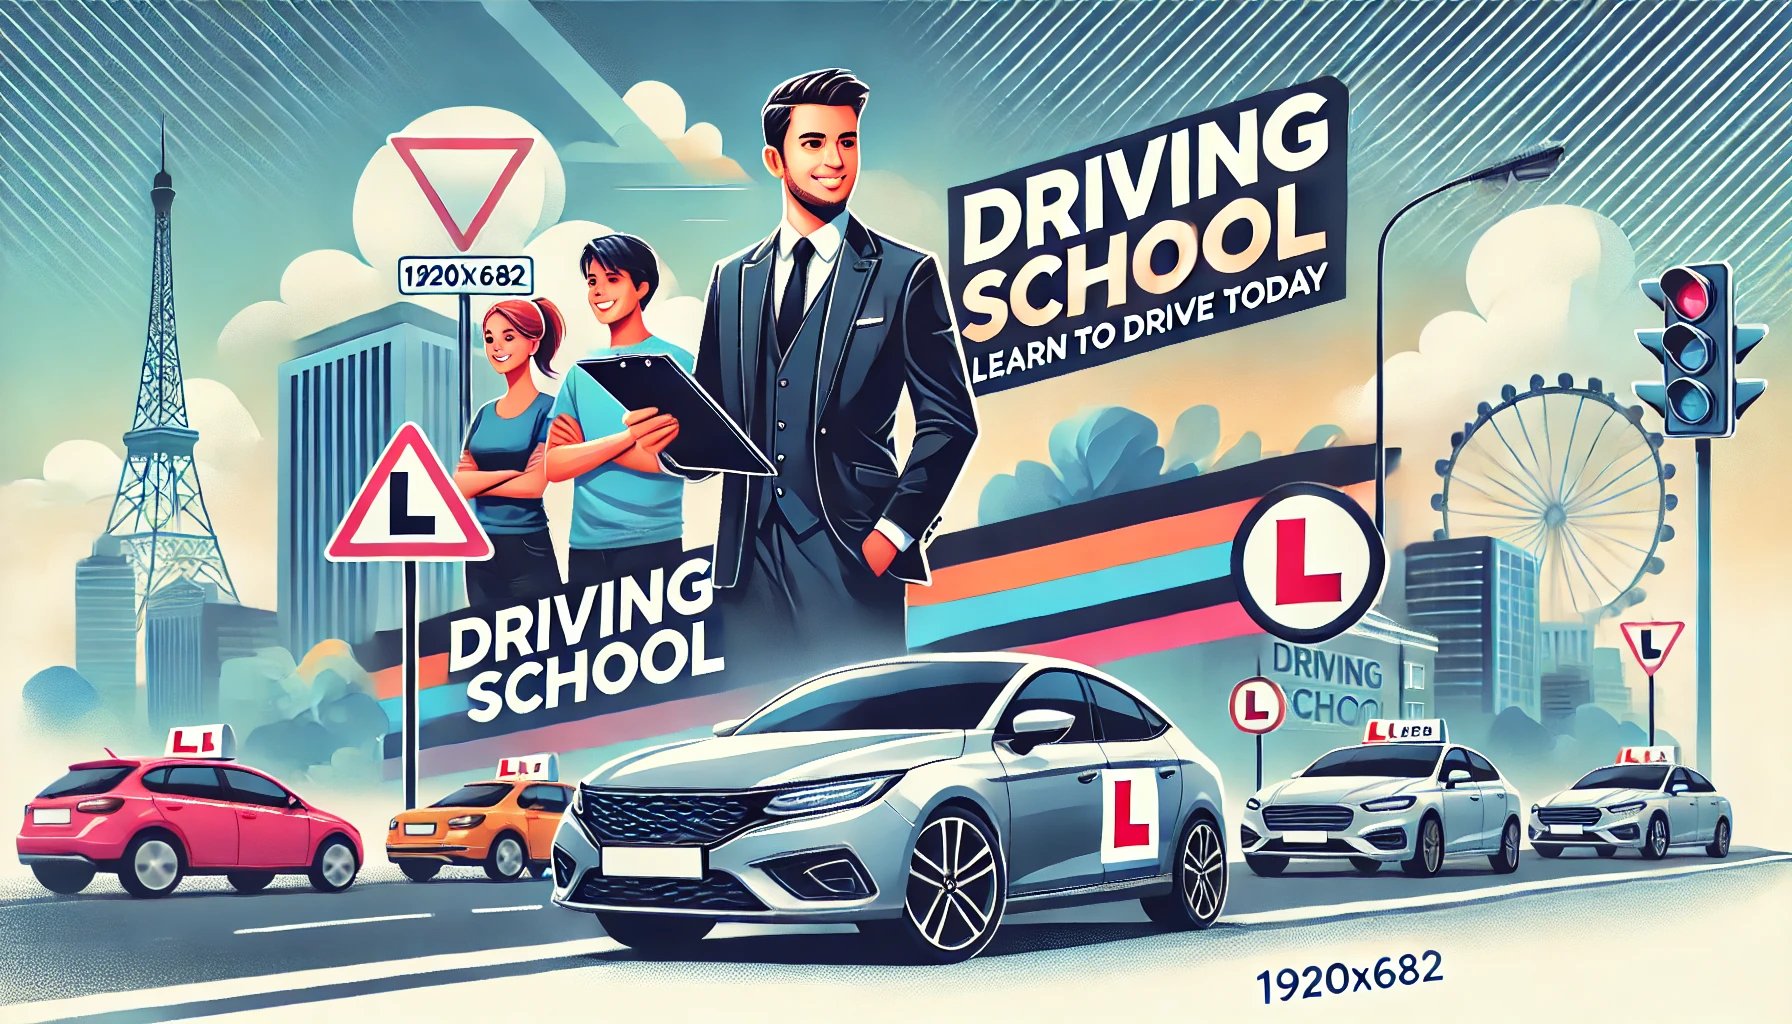 DRIVING
SCHOOL
LEARN TO DRIVE TODAY
1920X682
L
DRIVING
SCHOOL
L
L
DRIVING
L
L
1920x682